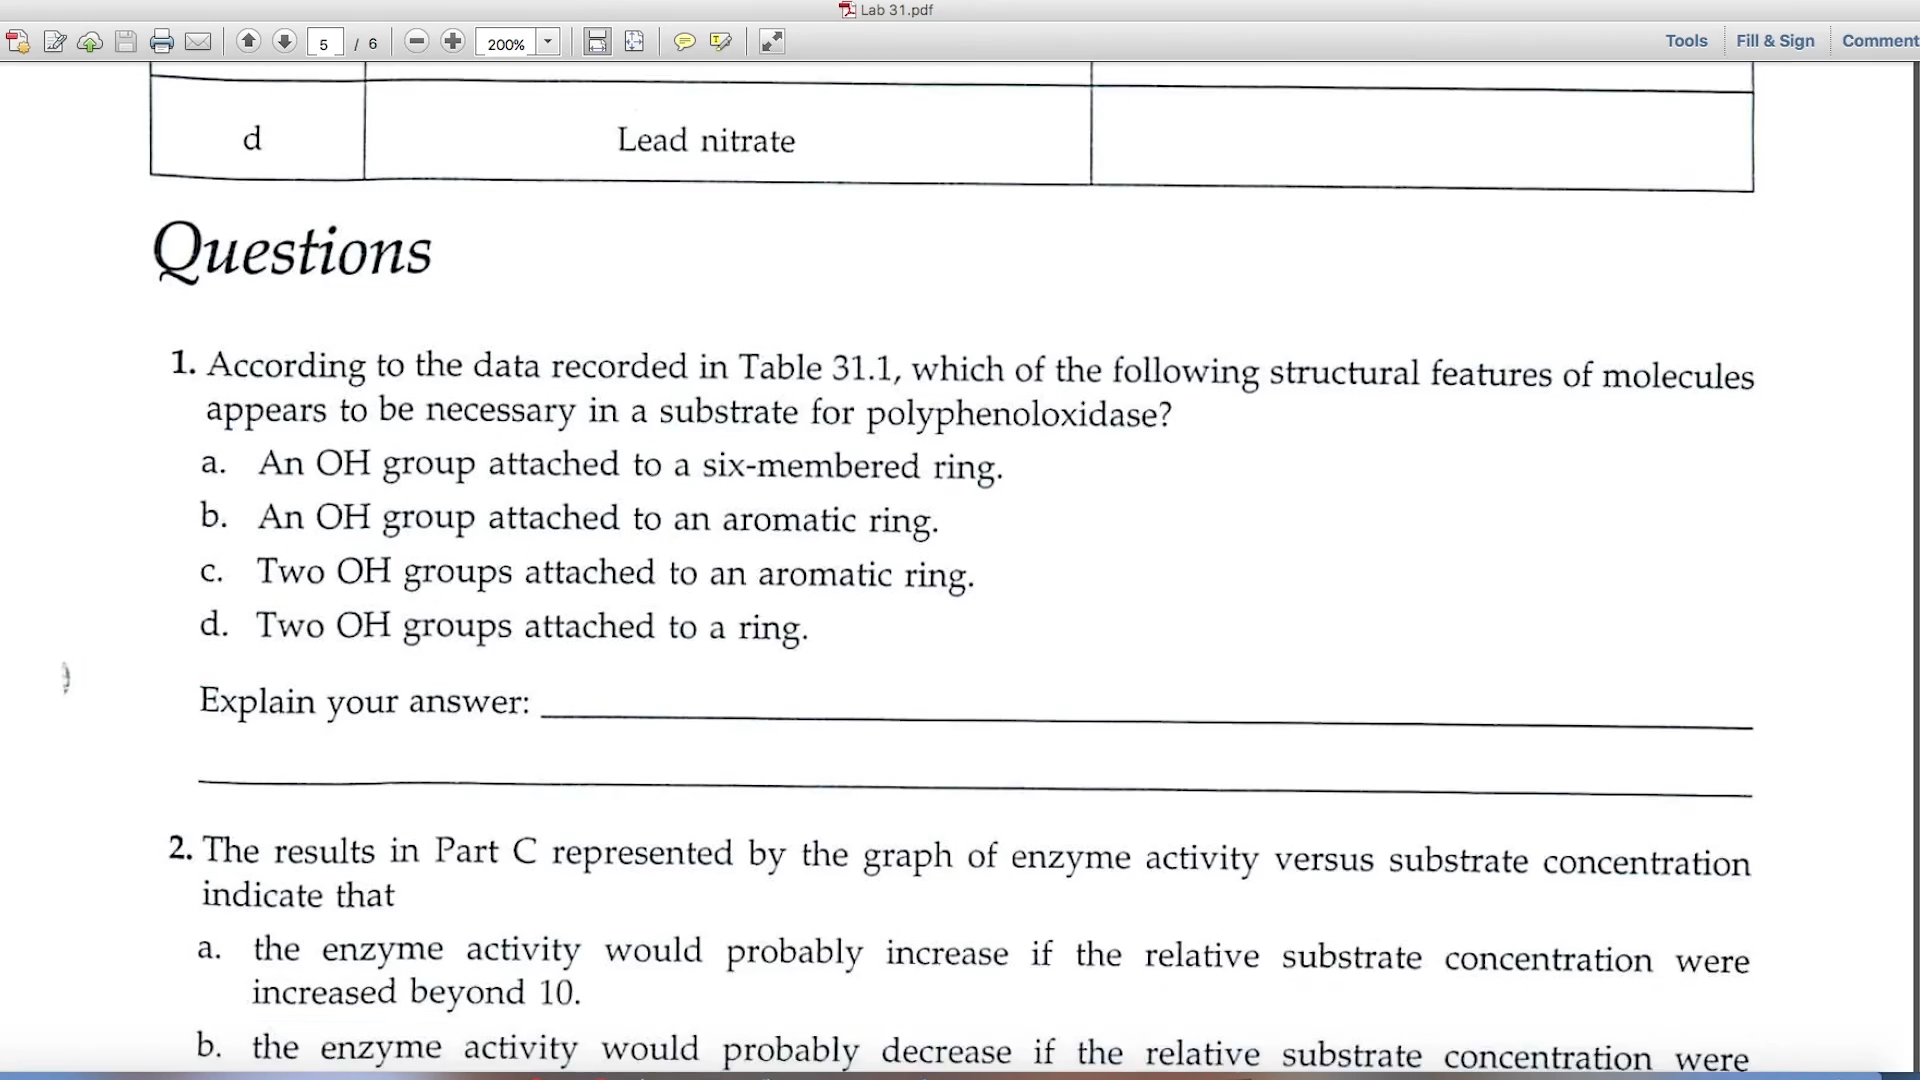 Lab 31.pdf
5 / 6 200% Tools Fill & Sign Comment
d Lead nitrate
Questions
1. According to the data recorded in Table 31.1, which of the following structural features of molecules
appears to be necessary in a substrate for polyphenoloxidase?
a. An OH group attached to a six-membered ring.
b. An OH group attached to an aromatic ring.
c. Two OH groups attached to an aromatic ring.
d. Two OH groups attached to a ring.
Explain your answer:
2. The results in Part C represented by the graph of enzyme activity versus substrate concentration
indicate that
a. the enzyme activity would probably increase if the relative substrate concentration were
increased beyond 10.
b. the enzyme activity would probably decrease if the relative substrate concentration were